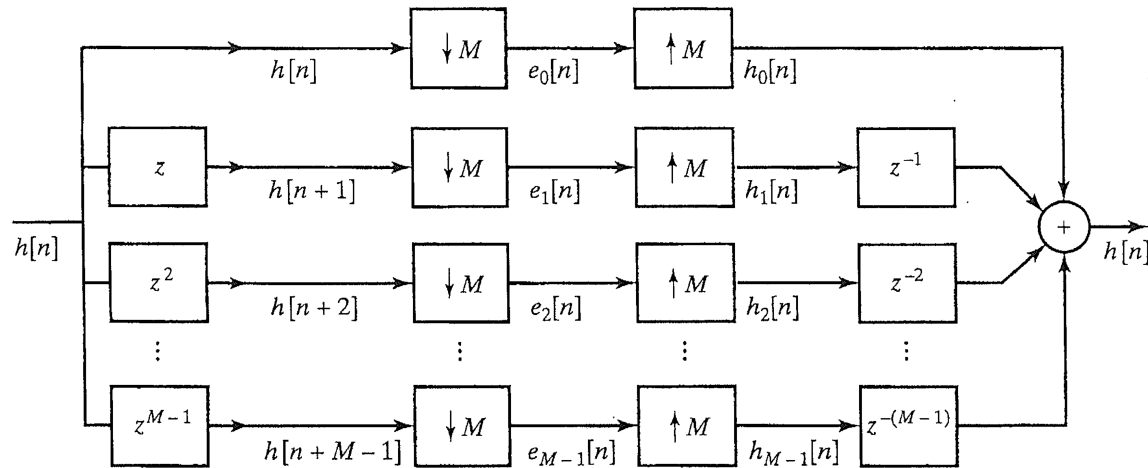 ↓ M ↑ M
h[n] e₀[n] h₀[n]
z ↓ M ↑ M z⁻¹
h[n + 1] e₁[n] h₁[n]
+
h[n] h[n]
z² ↓ M ↑ M z⁻²
h[n + 2] e₂[n] h₂[n]
⋮ ⋮ ⋮ ⋮
z^{M−1} ↓ M ↑ M z^{−(M−1)}
h[n + M − 1] e_{M−1}[n] h_{M−1}[n]